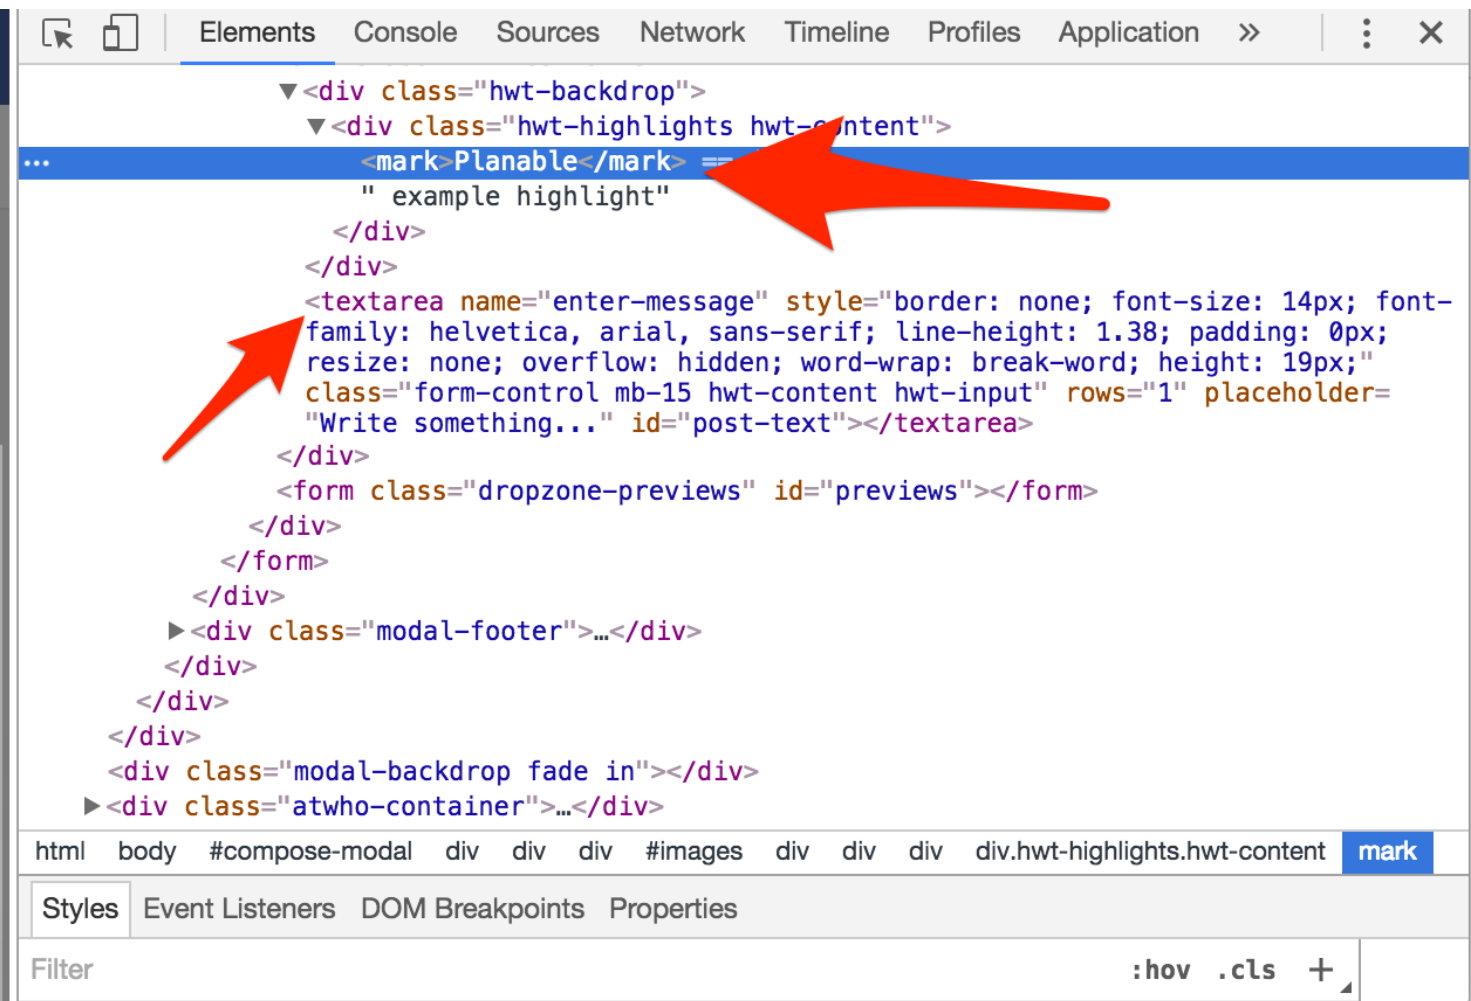 Elements Console Sources Network Timeline Profiles Application »
▼<div class="hwt-backdrop">
▼<div class="hwt-highlights hwt-content">
… <mark>Planable</mark> ==
" example highlight"
</div>
</div>
<textarea name="enter-message" style="border: none; font-size: 14px; font-
family: helvetica, arial, sans-serif; line-height: 1.38; padding: 0px;
resize: none; overflow: hidden; word-wrap: break-word; height: 19px;"
class="form-control mb-15 hwt-content hwt-input" rows="1" placeholder=
"Write something..." id="post-text"></textarea>
</div>
<form class="dropzone-previews" id="previews"></form>
</div>
</form>
</div>
▶<div class="modal-footer">…</div>
</div>
</div>
</div>
<div class="modal-backdrop fade in"></div>
▶<div class="atwho-container">…</div>
html body #compose-modal div div div #images div div div div.hwt-highlights.hwt-content mark
Styles Event Listeners DOM Breakpoints Properties
Filter :hov .cls +